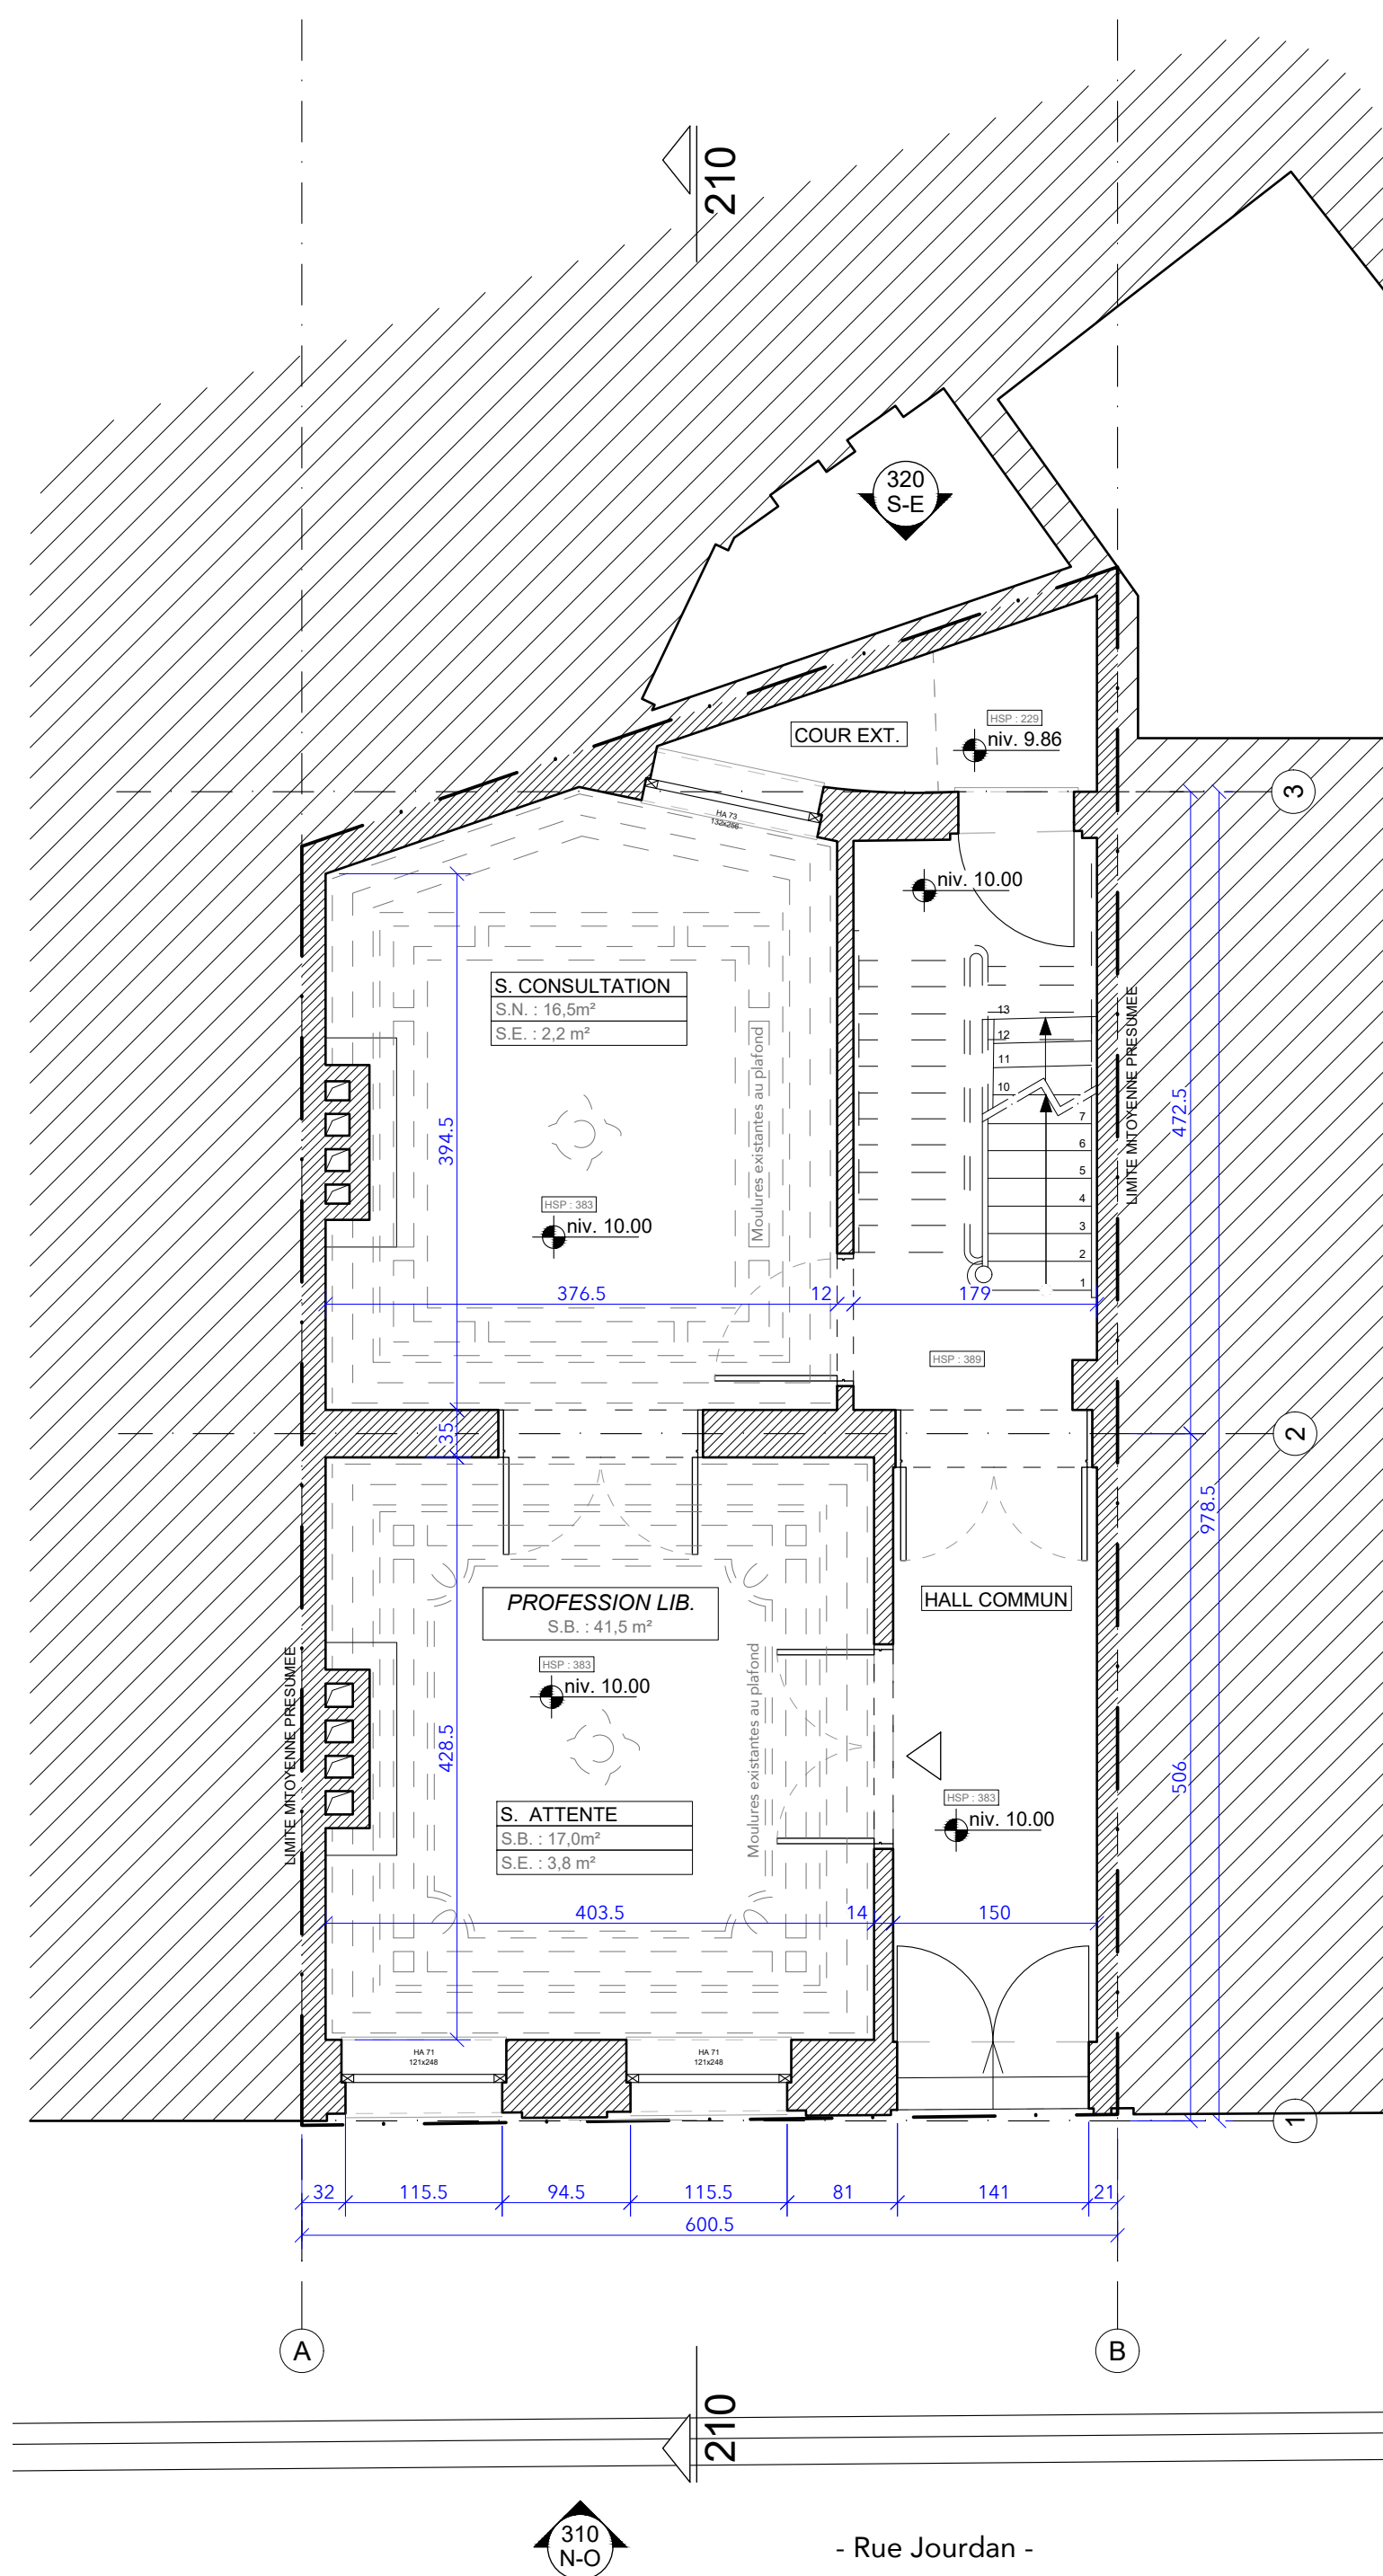 210
320
S-E
COUR EXT.
HSP : 229
niv. 9.86
3
HA 73
132x286
niv. 10.00
S. CONSULTATION
S.N. : 16,5m²
S.E. : 2,2 m²
Moulures existantes au plafond
LIMITE MITOYENNE PRESUMEE
13
12
11
10
7
6
5
4
3
2
1
472.5
394.5
HSP : 383
niv. 10.00
376.5
12
179
HSP : 389
35
2
978.5
HALL COMMUN
PROFESSION LIB.
S.B. : 41,5 m²
HSP : 383
niv. 10.00
LIMITE MITOYENNE PRESUMEE
428.5
Moulures existantes au plafond
506
HSP : 383
niv. 10.00
S. ATTENTE
S.B. : 17,0m²
S.E. : 3,8 m²
403.5
14
150
HA 71
121x248
HA 71
121x248
1
32
115.5
94.5
115.5
81
141
21
600.5
A
B
210
310
N-O
- Rue Jourdan -